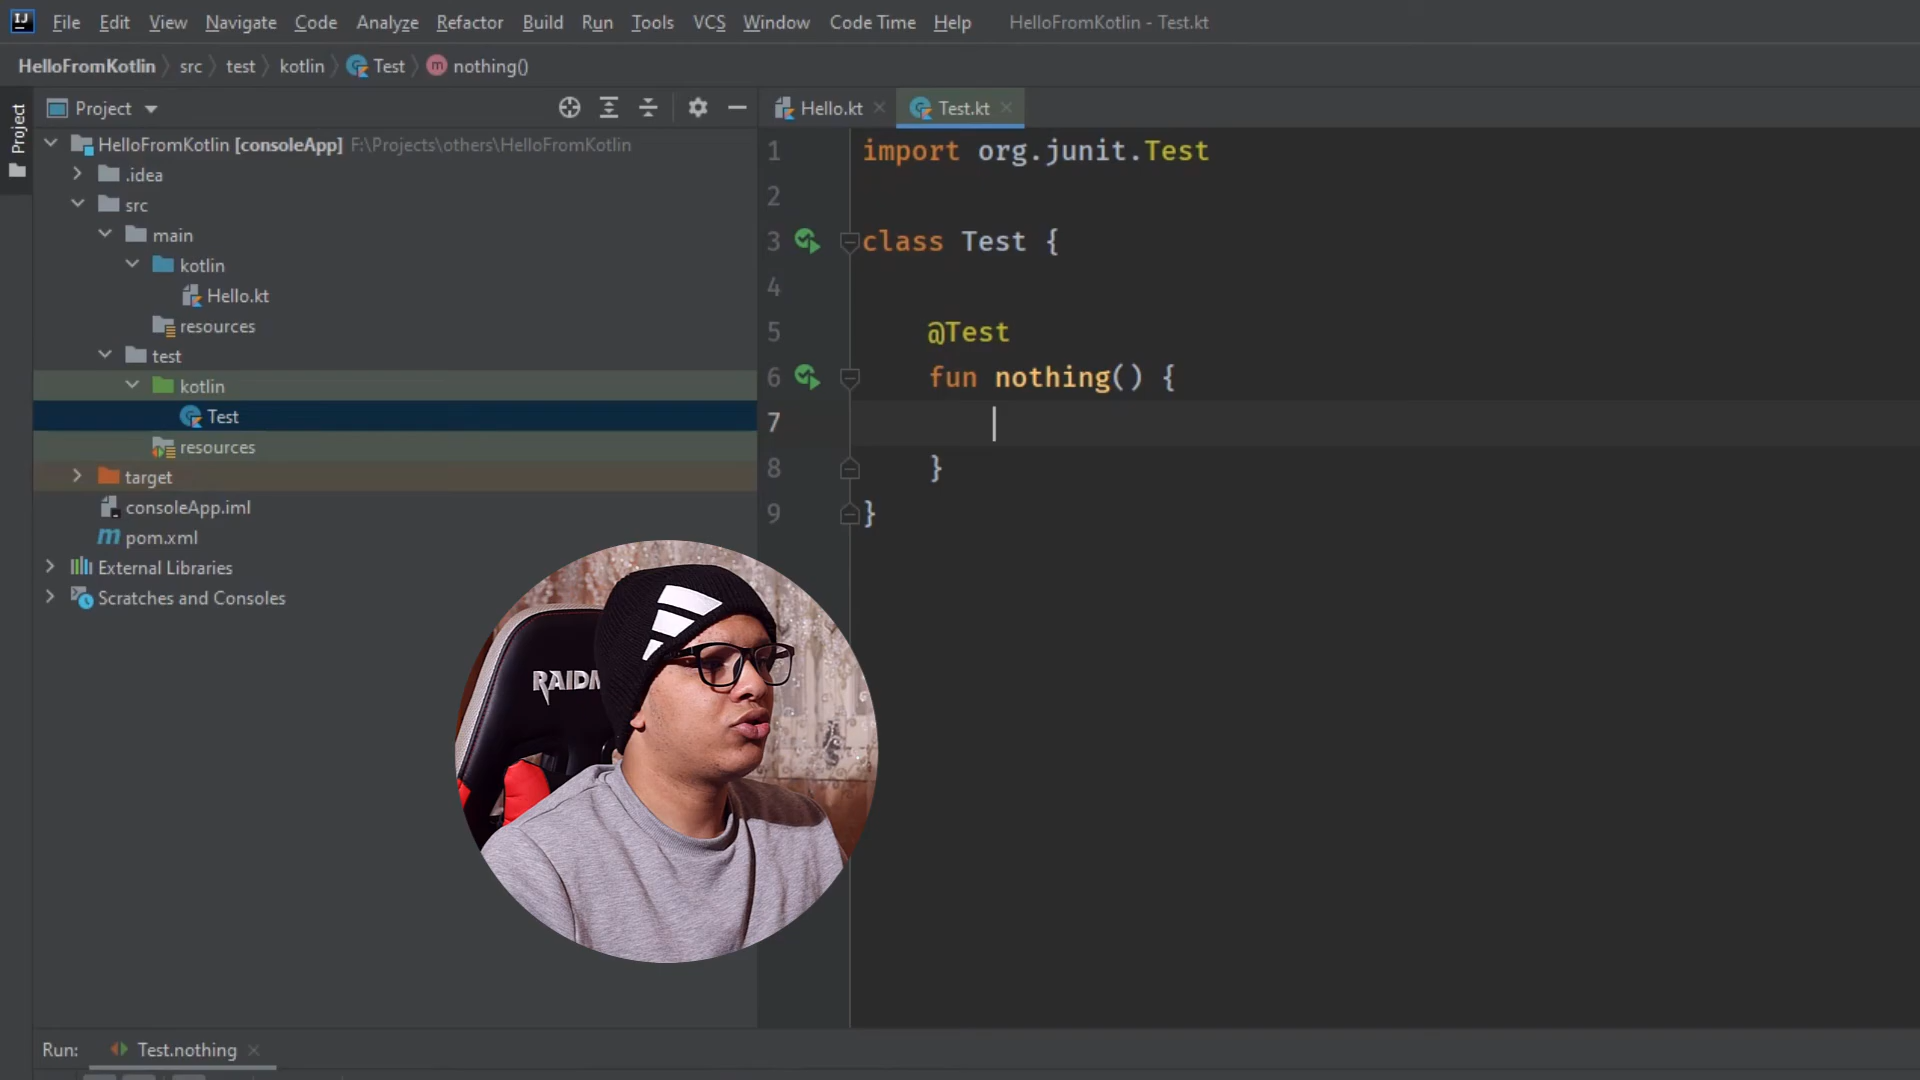 IJ File Edit View Navigate Code Analyze Refactor Build Run Tools VCS Window Code Time Help HelloFromKotlin - Test.kt
HelloFromKotlin src test kotlin Test m nothing()
Project
Project
HelloFromKotlin [consoleApp] F:\Projects\others\HelloFromKotlin
.idea
src
main
kotlin
Hello.kt
resources
test
kotlin
Test
resources
target
consoleApp.iml
m pom.xml
External Libraries
Scratches and Consoles
Hello.kt Test.kt
1 import org.junit.Test
2
3 class Test {
4
5 @Test
6 fun nothing() {
7
8 }
9 }
RAIDM
Run: Test.nothing